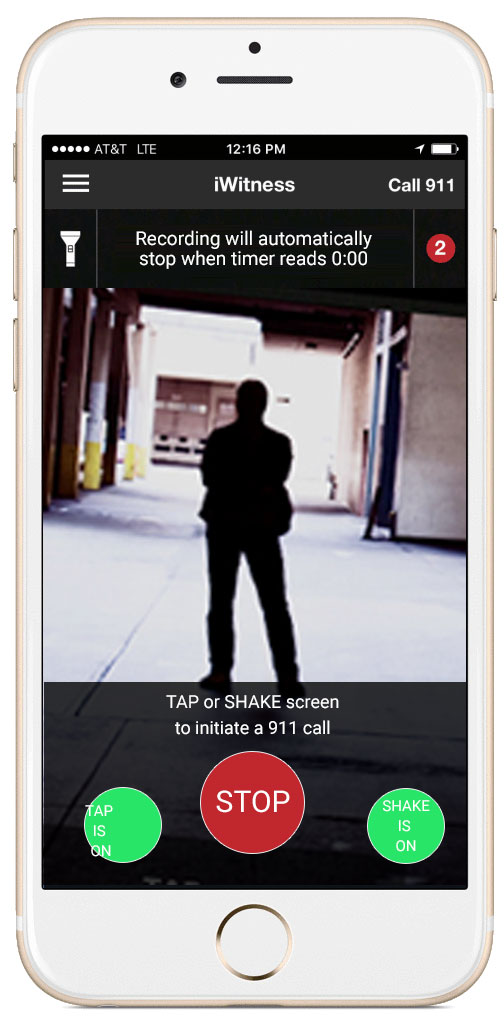 AT&T LTE 12:16 PM
iWitness Call 911
Recording will automatically
stop when timer reads 0:00
2
TAP or SHAKE screen
to initiate a 911 call
TAP
IS
ON
STOP
SHAKE
IS
ON